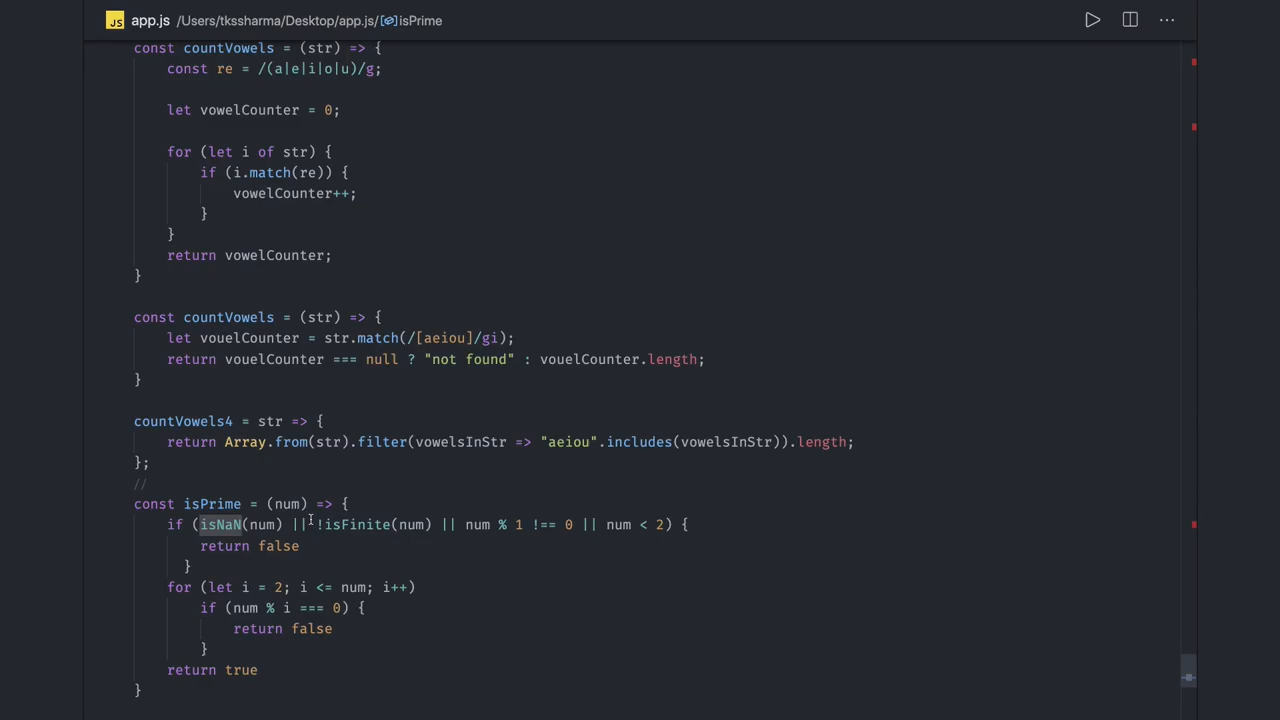 JS app.js /Users/tkssharma/Desktop/app.js/isPrime
const countVowels = (str) => {
const re = /(a|e|i|o|u)/g;
let vowelCounter = 0;
for (let i of str) {
if (i.match(re)) {
vowelCounter++;
}
}
return vowelCounter;
}
const countVowels = (str) => {
let vouelCounter = str.match(/[aeiou]/gi);
return vouelCounter === null ? "not found" : vouelCounter.length;
}
countVowels4 = str => {
return Array.from(str).filter(vowelsInStr => "aeiou".includes(vowelsInStr)).length;
};
//
const isPrime = (num) => {
if (isNaN(num) || !isFinite(num) || num % 1 !== 0 || num < 2) {
return false
}
for (let i = 2; i <= num; i++)
if (num % i === 0) {
return false
}
return true
}